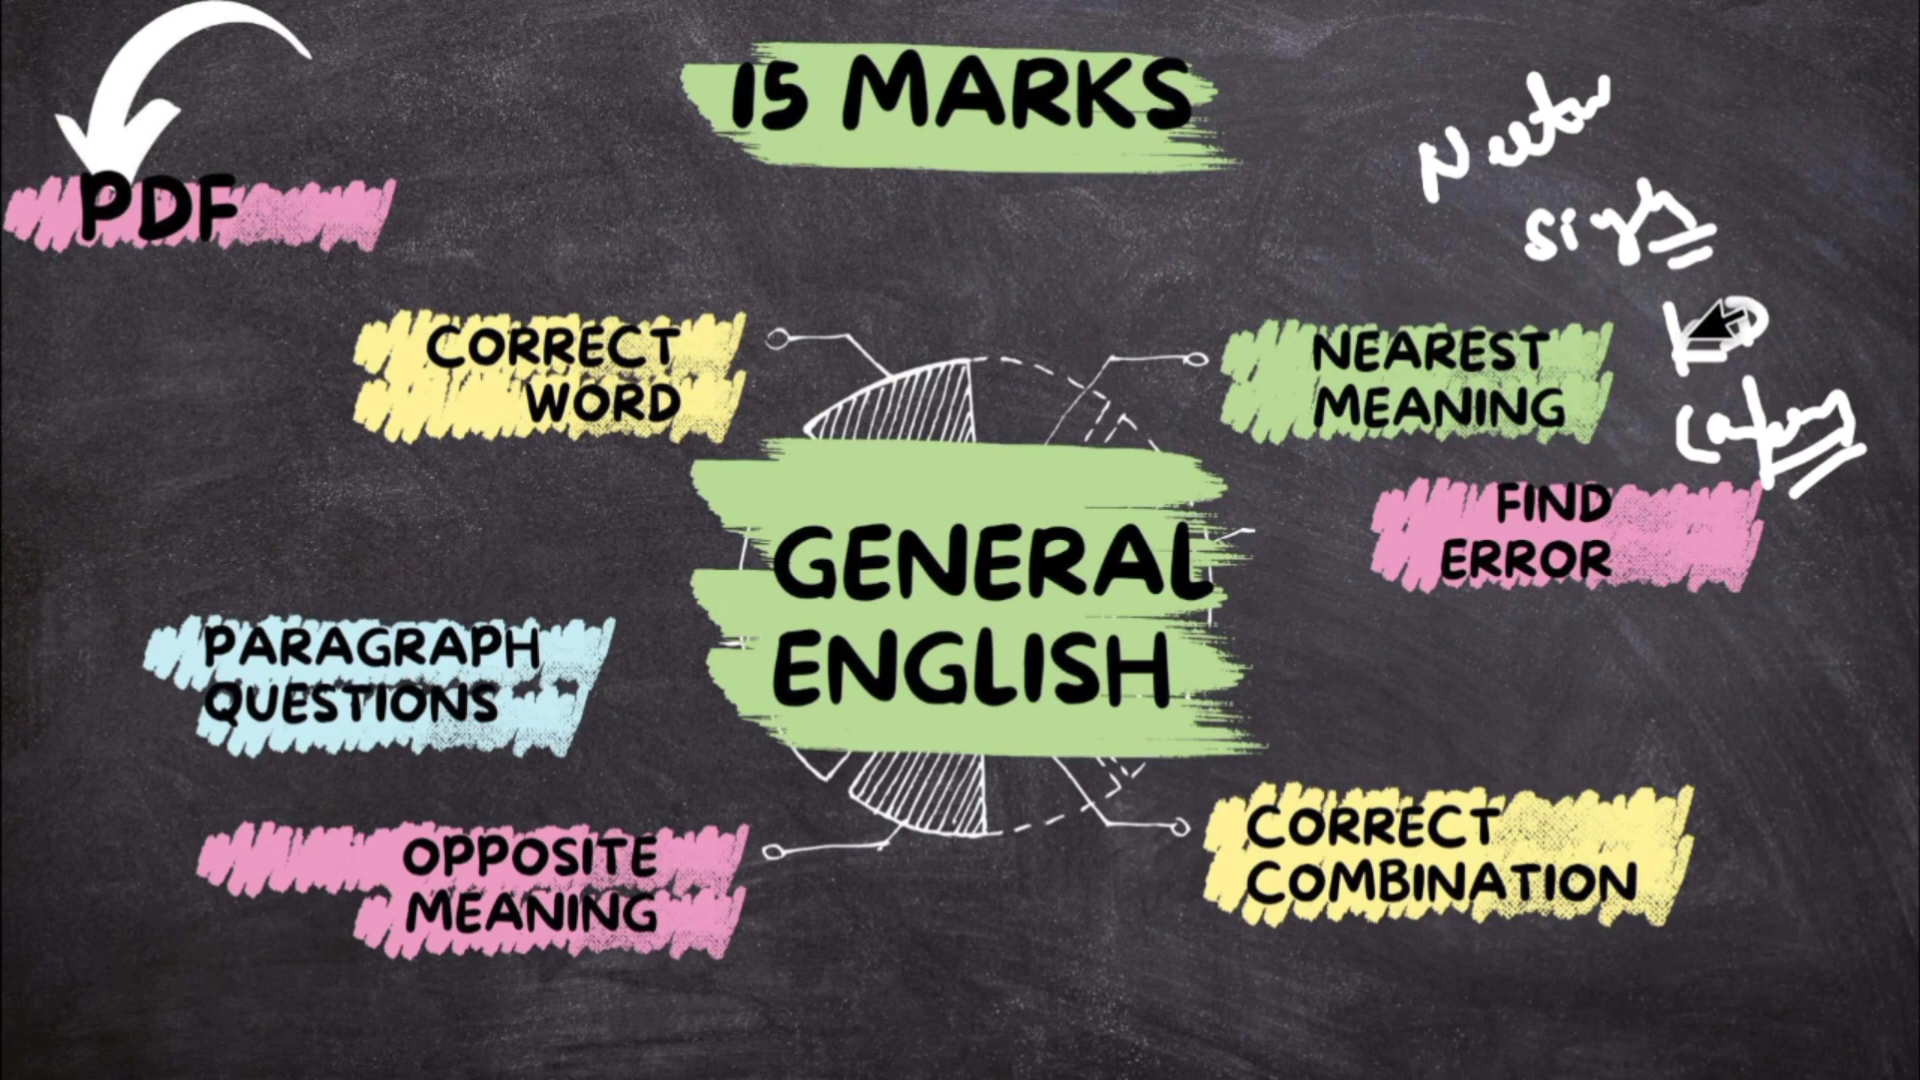 15 MARKS
PDF
CORRECT
WORD
NEAREST
MEANING
FIND
ERROR
GENERAL
ENGLISH
PARAGRAPH
QUESTIONS
OPPOSITE
MEANING
CORRECT
COMBINATION